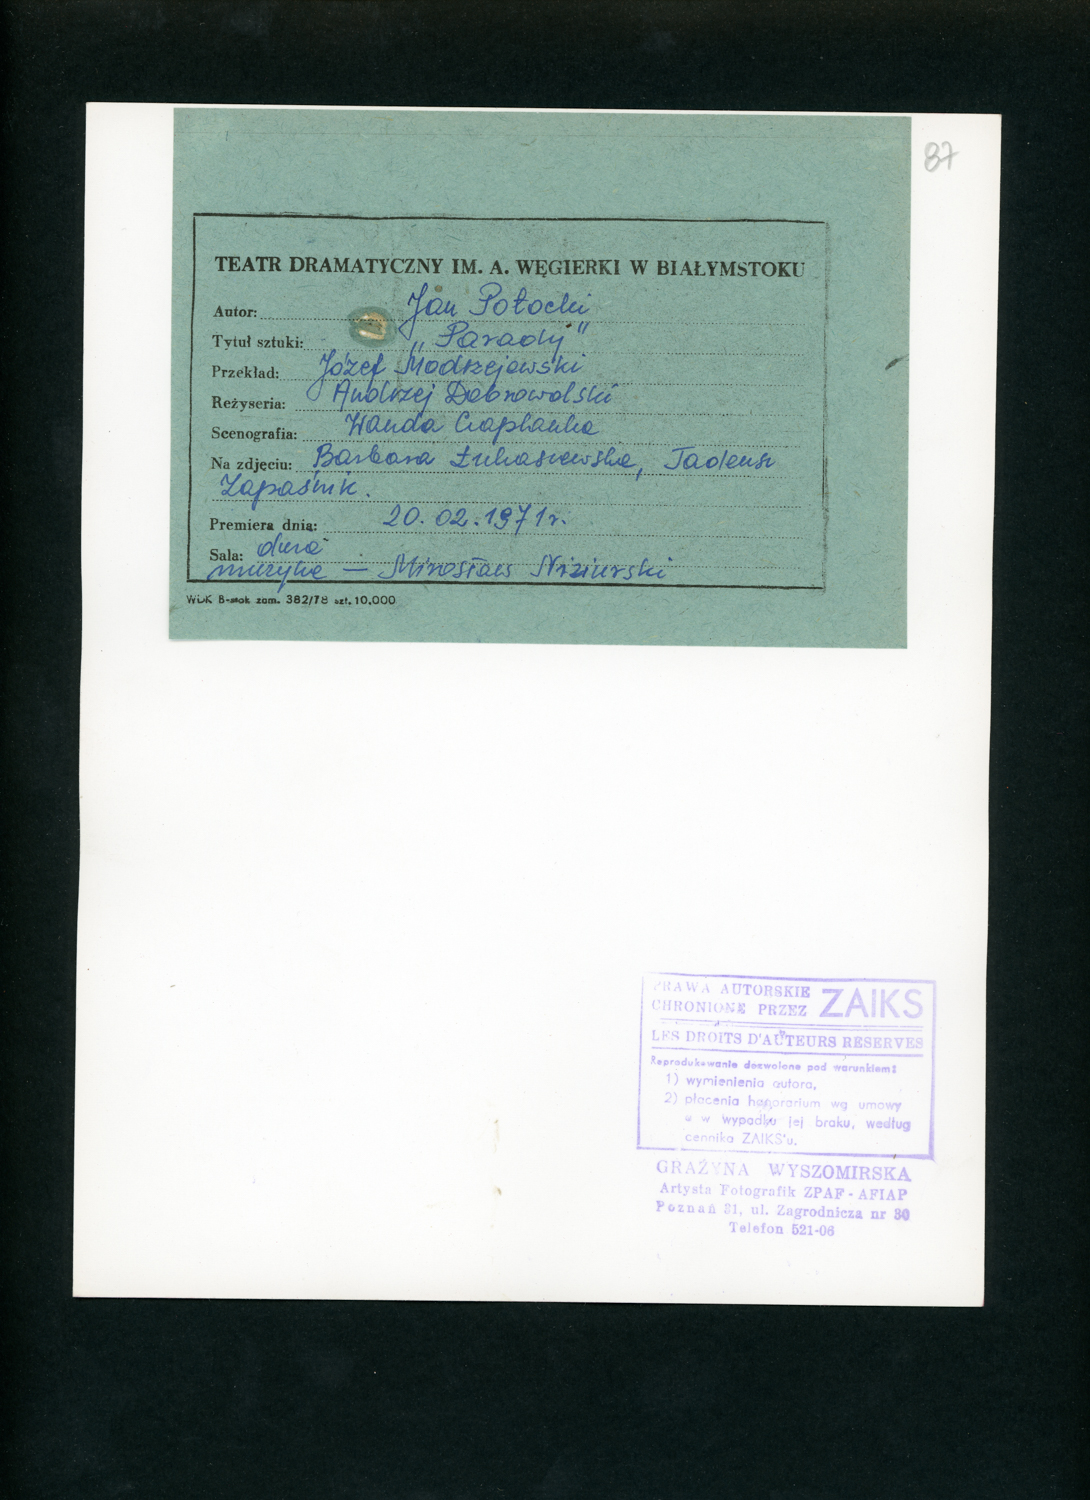 87
TEATR DRAMATYCZNY IM. A. WĘGIERKI W BIAŁYMSTOKU
Autor: Jan Potocki
Tytuł sztuki: „Parady"
Przekład: Józef Modrzejewski
Reżyseria: Andrzej Dobrowolski
Scenografia: Wanda Czaplanka
Na zdjęciu: Barbara Łukaszewska, Tadeusz
Zapaśnik.
Premiera dnia: 20.02.1971r.
Sala: duża
muzyka — Mirosław Niziurski
WDK B-stok zam. 382/78 szt. 10.000
PRAWA AUTORSKIE
CHRONIONE PRZEZ ZAIKS
LES DROITS D'AUTEURS RESERVES
Reprodukowanie dozwolone pod warunkiem:
1) wymienienia autora,
2) płacenia honorarium wg umowy
a w wypadku jej braku, według
cennika ZAIKS'u.
GRAŻYNA WYSZOMIRSKA
Artysta Fotografik ZPAF - AFIAP
Poznań 31, ul. Zagrodnicza nr 30
Telefon 521-06